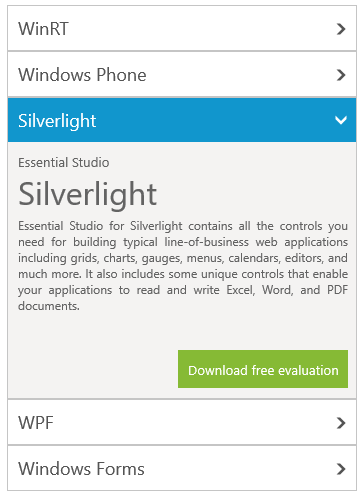 WinRT
Windows Phone
Silverlight
Essential Studio
Silverlight
Essential Studio for Silverlight contains all the controls you
need for building typical line-of-business web applications
including grids, charts, gauges, menus, calendars, editors, and
much more. It also includes some unique controls that enable
your applications to read and write Excel, Word, and PDF
documents.
Download free evaluation
WPF
Windows Forms